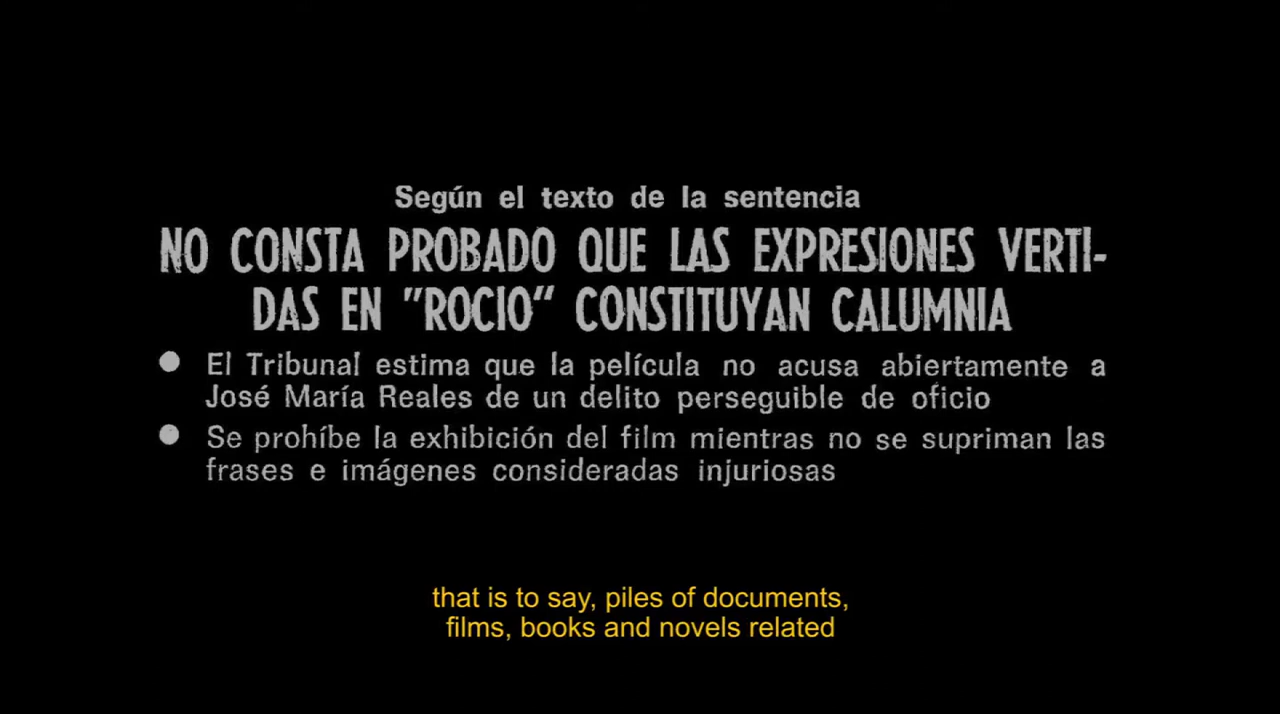 Según el texto de la sentencia
NO CONSTA PROBADO QUE LAS EXPRESIONES VERTI-
DAS EN "ROCIO" CONSTITUYAN CALUMNIA
● El Tribunal estima que la película no acusa abiertamente a
José María Reales de un delito perseguible de oficio
● Se prohíbe la exhibición del film mientras no se supriman las
frases e imágenes consideradas injuriosas
that is to say, piles of documents,
films, books and novels related